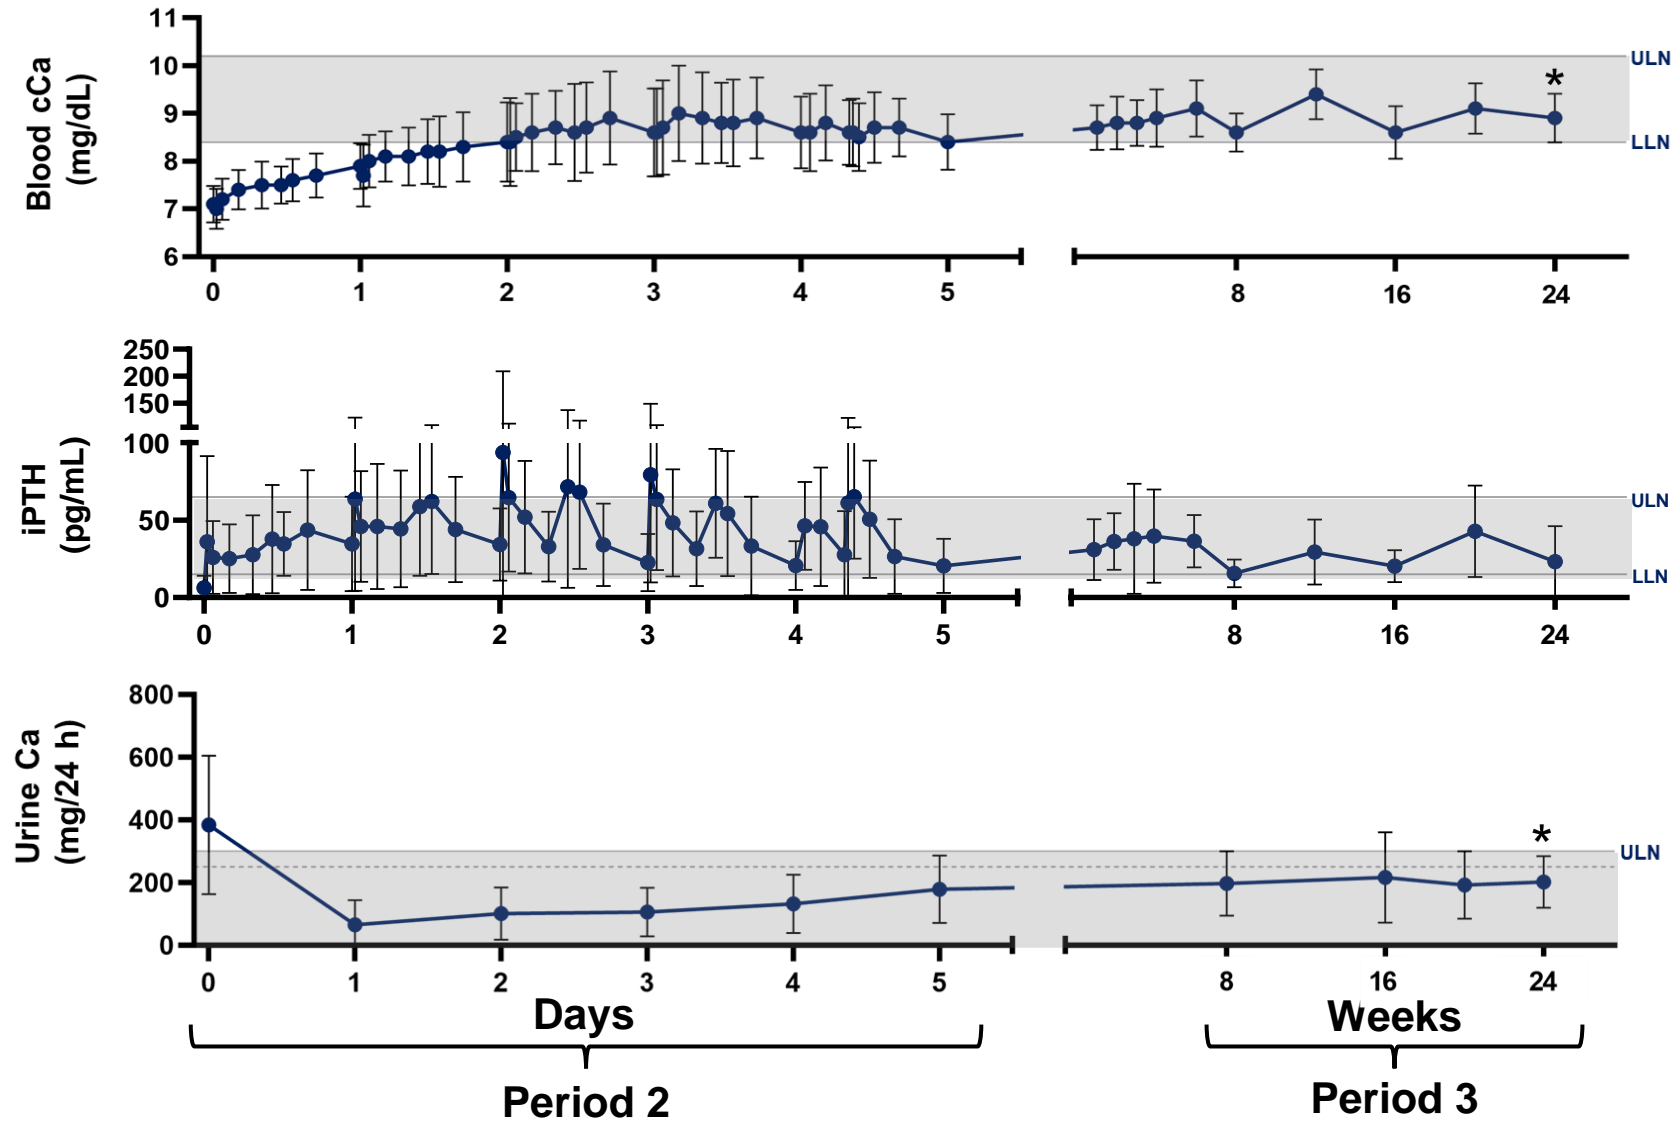 Blood cCa
(mg/dL)
11
10
9
8
7
6
ULN
LLN
*
0 1 2 3 4 5 8 16 24
iPTH
(pg/mL)
250
200
150
100
50
0
ULN
LLN
0 1 2 3 4 5 8 16 24
Urine Ca
(mg/24 h)
800
600
400
200
0
ULN
*
0 1 2 3 4 5 8 16 24
Days Weeks
Period 2 Period 3